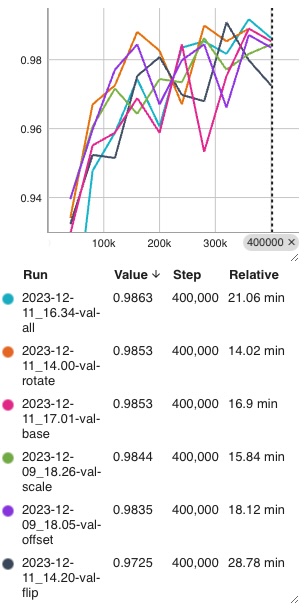 0.98
0.96
0.94
100k 200k 300k 400000 ✕
Run Value ↓ Step Relative
2023-12- 0.9863 400,000 21.06 min
11_16.34-val-
all
2023-12- 0.9853 400,000 14.02 min
11_14.00-val-
rotate
2023-12- 0.9853 400,000 16.9 min
11_17.01-val-
base
2023-12- 0.9844 400,000 15.84 min
09_18.26-val-
scale
2023-12- 0.9835 400,000 18.12 min
09_18.05-val-
offset
2023-12- 0.9725 400,000 28.78 min
11_14.20-val-
flip